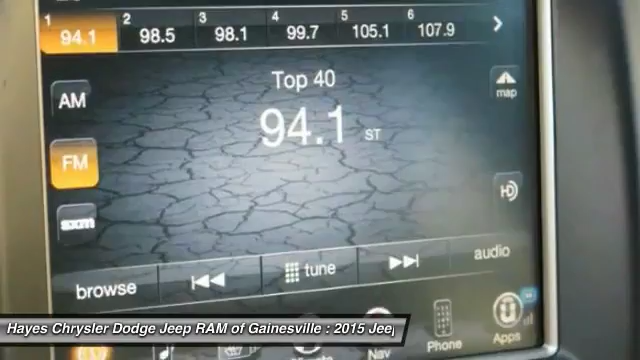 1 2 3 4 5 6
94.1 98.5 98.1 99.7 105.1 107.9
Top 40
AM
map
94.1 ST
FM
HD
sxm
browse tune audio
Hayes Chrysler Dodge Jeep RAM of Gainesville : 2015 Jeep
Nav Phone Apps